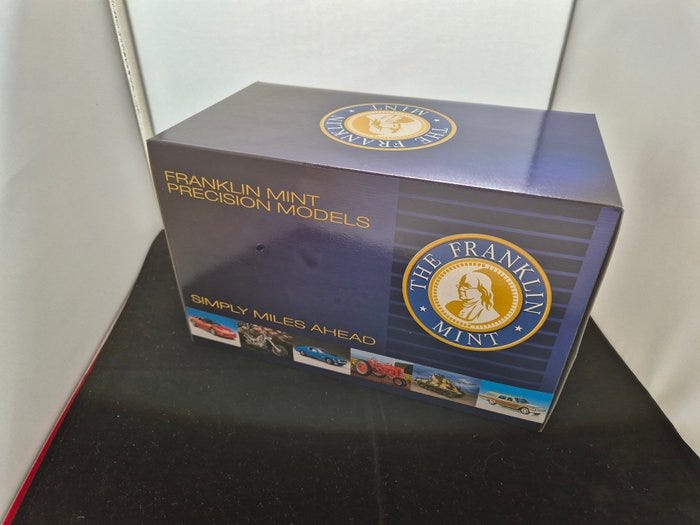 THE FRANKLIN MINT
FRANKLIN MINT
PRECISION MODELS
THE FRANKLIN
MINT
SIMPLY MILES AHEAD